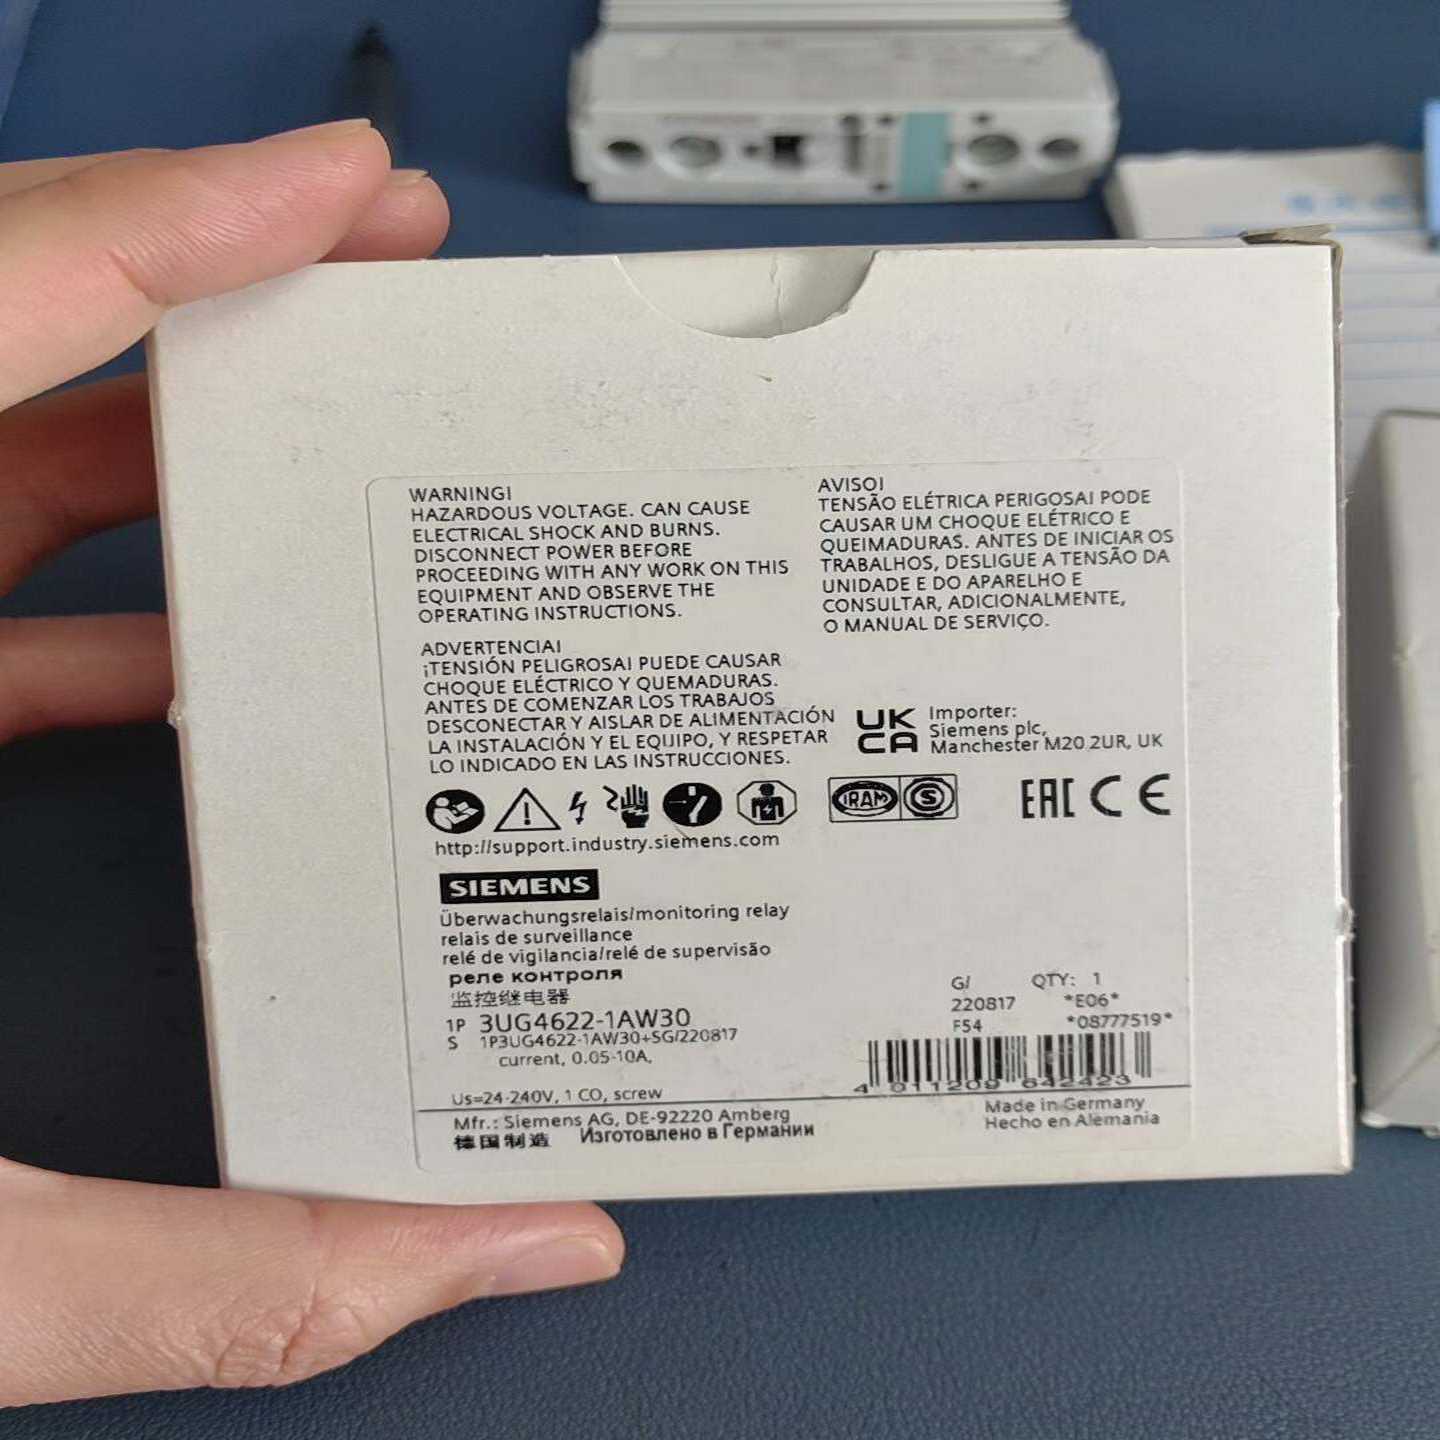 WARNING!
HAZARDOUS VOLTAGE. CAN CAUSE
ELECTRICAL SHOCK AND BURNS.
DISCONNECT POWER BEFORE
PROCEEDING WITH ANY WORK ON THIS
EQUIPMENT AND OBSERVE THE
OPERATING INSTRUCTIONS.
AVISO!
TENSÃO ELÉTRICA PERIGOSA! PODE
CAUSAR UM CHOQUE ELÉTRICO E
QUEIMADURAS. ANTES DE INICIAR OS
TRABALHOS, DESLIGUE A TENSÃO DA
UNIDADE E DO APARELHO E
CONSULTAR, ADICIONALMENTE,
O MANUAL DE SERVIÇO.
ADVERTENCIA!
¡TENSIÓN PELIGROSA! PUEDE CAUSAR
CHOQUE ELÉCTRICO Y QUEMADURAS.
ANTES DE COMENZAR LOS TRABAJOS
DESCONECTAR Y AISLAR DE ALIMENTACIÓN
LA INSTALACIÓN Y EL EQUIPO, Y RESPETAR
LO INDICADO EN LAS INSTRUCCIONES.
UK
CA
Importer:
Siemens plc,
Manchester M20 2UR, UK
IRAM S
EAC CE
http://support.industry.siemens.com
SIEMENS
Überwachungsrelais/monitoring relay
relais de surveillance
relé de vigilancia/relé de supervisão
реле контроля
监控继电器
1P 3UG4622-1AW30
S 1P3UG4622-1AW30+SG/220817
current, 0.05-10A,
Us=24-240V, 1 CO, screw
G/ QTY: 1
220817 *E06*
F54 *08777519*
4 011209 642423
Mfr.: Siemens AG, DE-92220 Amberg
德国制造 Изготовлено в Германии
Made in Germany
Hecho en Alemania